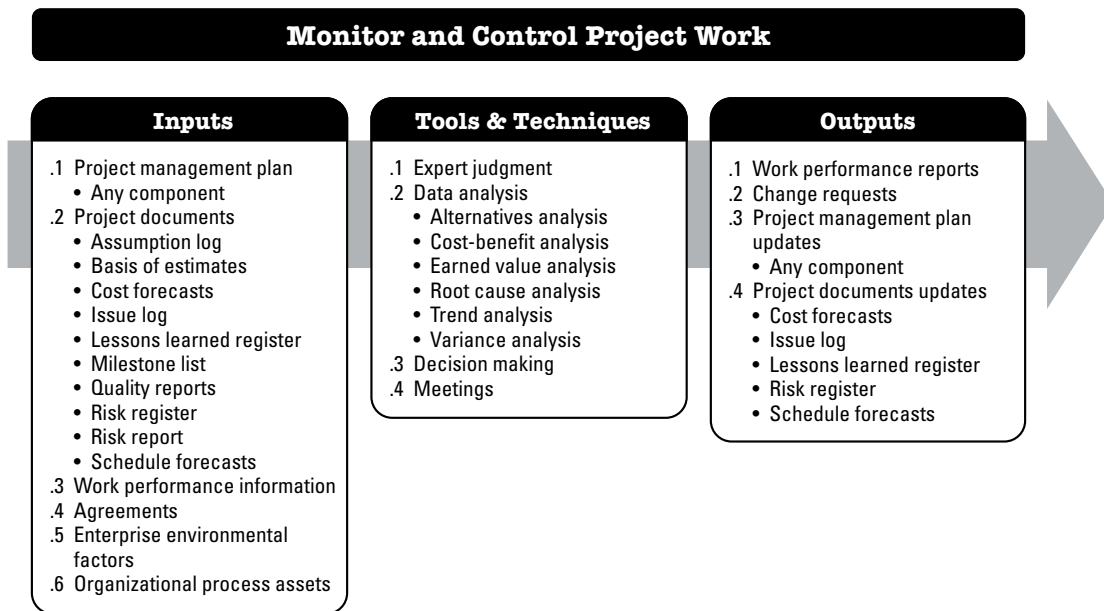 Monitor and Control Project Work
Inputs
.1 Project management plan
• Any component
.2 Project documents
• Assumption log
• Basis of estimates
• Cost forecasts
• Issue log
• Lessons learned register
• Milestone list
• Quality reports
• Risk register
• Risk report
• Schedule forecasts
.3 Work performance information
.4 Agreements
.5 Enterprise environmental
factors
.6 Organizational process assets
Tools & Techniques
.1 Expert judgment
.2 Data analysis
• Alternatives analysis
• Cost-benefit analysis
• Earned value analysis
• Root cause analysis
• Trend analysis
• Variance analysis
.3 Decision making
.4 Meetings
Outputs
.1 Work performance reports
.2 Change requests
.3 Project management plan
updates
• Any component
.4 Project documents updates
• Cost forecasts
• Issue log
• Lessons learned register
• Risk register
• Schedule forecasts